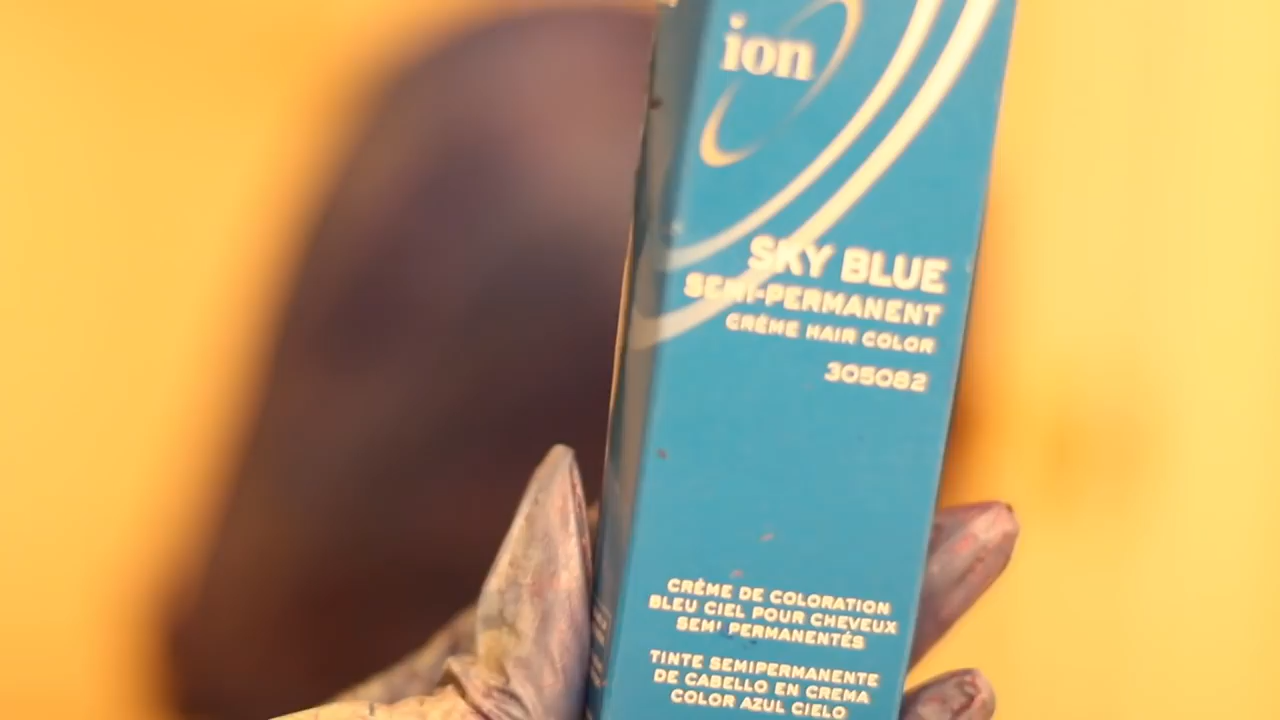 ion
SKY BLUE
SEMI-PERMANENT
CRÈME HAIR COLOR
305082
CRÈME DE COLORATION
BLEU CIEL POUR CHEVEUX
SEMI PERMANENTÉS
TINTE SEMIPERMANENTE
DE CABELLO EN CREMA
COLOR AZUL CIELO